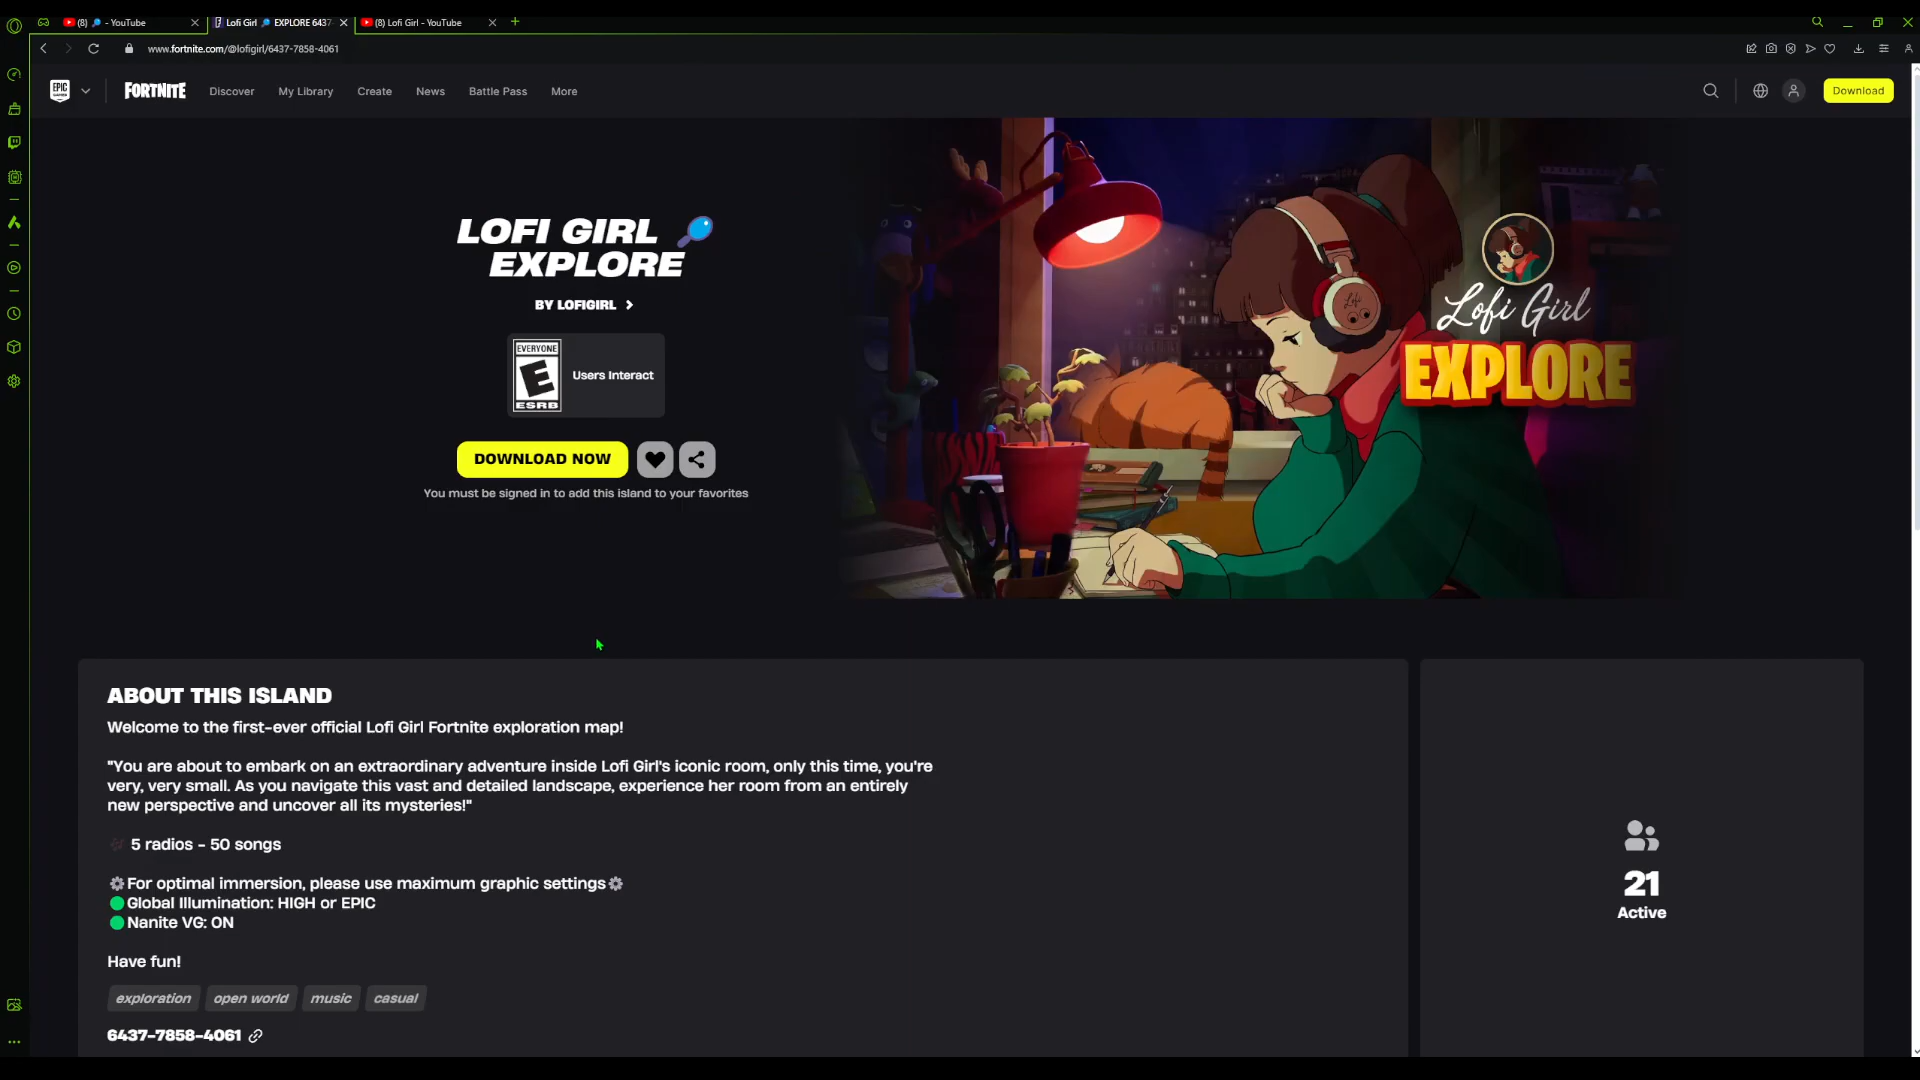 (8) 🔎 - YouTube
Lofi Girl 🔎 EXPLORE 6437-
(8) Lofi Girl - YouTube
www.fortnite.com/@lofigirl/6437-7858-4061
EPIC GAMES
FORTNITE
Discover
My Library
Create
News
Battle Pass
More
Download
LOFI GIRL 🔎
EXPLORE
BY LOFIGIRL
EVERYONE
E
ESRB
Users Interact
DOWNLOAD NOW
You must be signed in to add this island to your favorites
Lofi
Lofi Girl
EXPLORE
ABOUT THIS ISLAND
Welcome to the first-ever official Lofi Girl Fortnite exploration map!
"You are about to embark on an extraordinary adventure inside Lofi Girl's iconic room, only this time, you're
very, very small. As you navigate this vast and detailed landscape, experience her room from an entirely
new perspective and uncover all its mysteries!"
5 radios - 50 songs
⚙For optimal immersion, please use maximum graphic settings⚙
🟢Global Illumination: HIGH or EPIC
🟢Nanite VG: ON
Have fun!
exploration
open world
music
casual
6437-7858-4061
21
Active